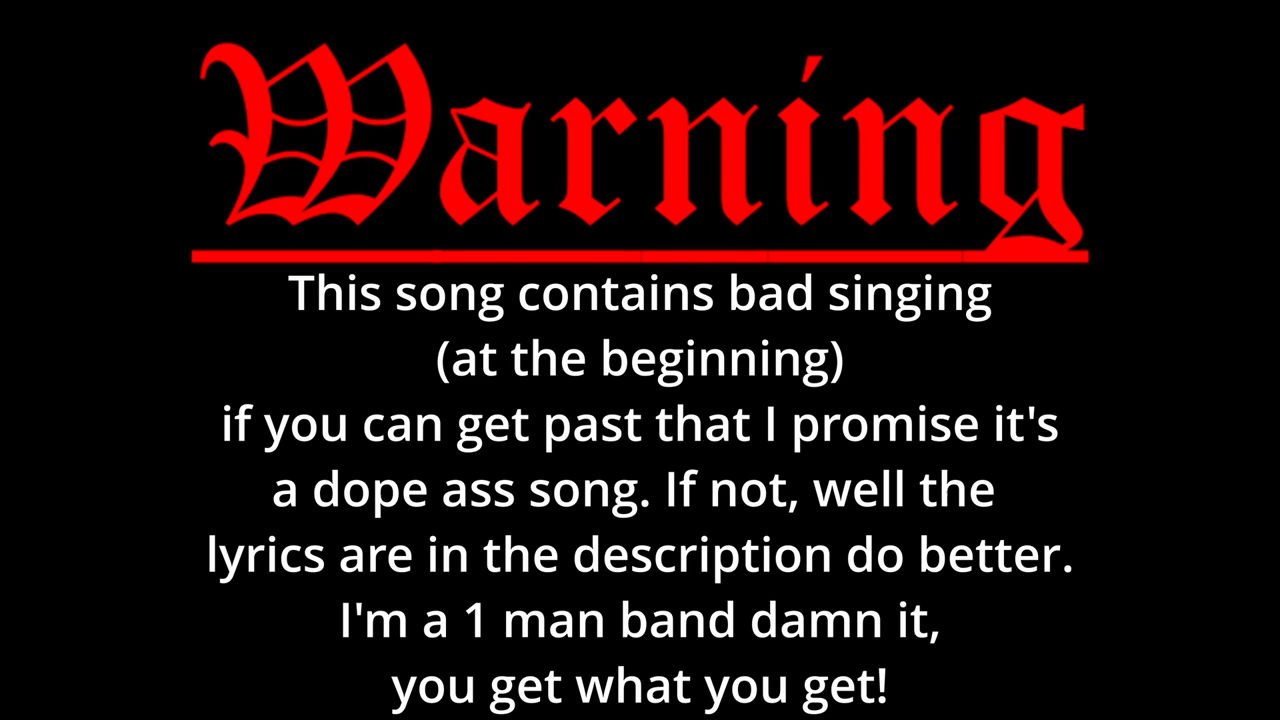 Warning
This song contains bad singing
(at the beginning)
if you can get past that I promise it's
a dope ass song. If not, well the
lyrics are in the description do better.
I'm a 1 man band damn it,
you get what you get!